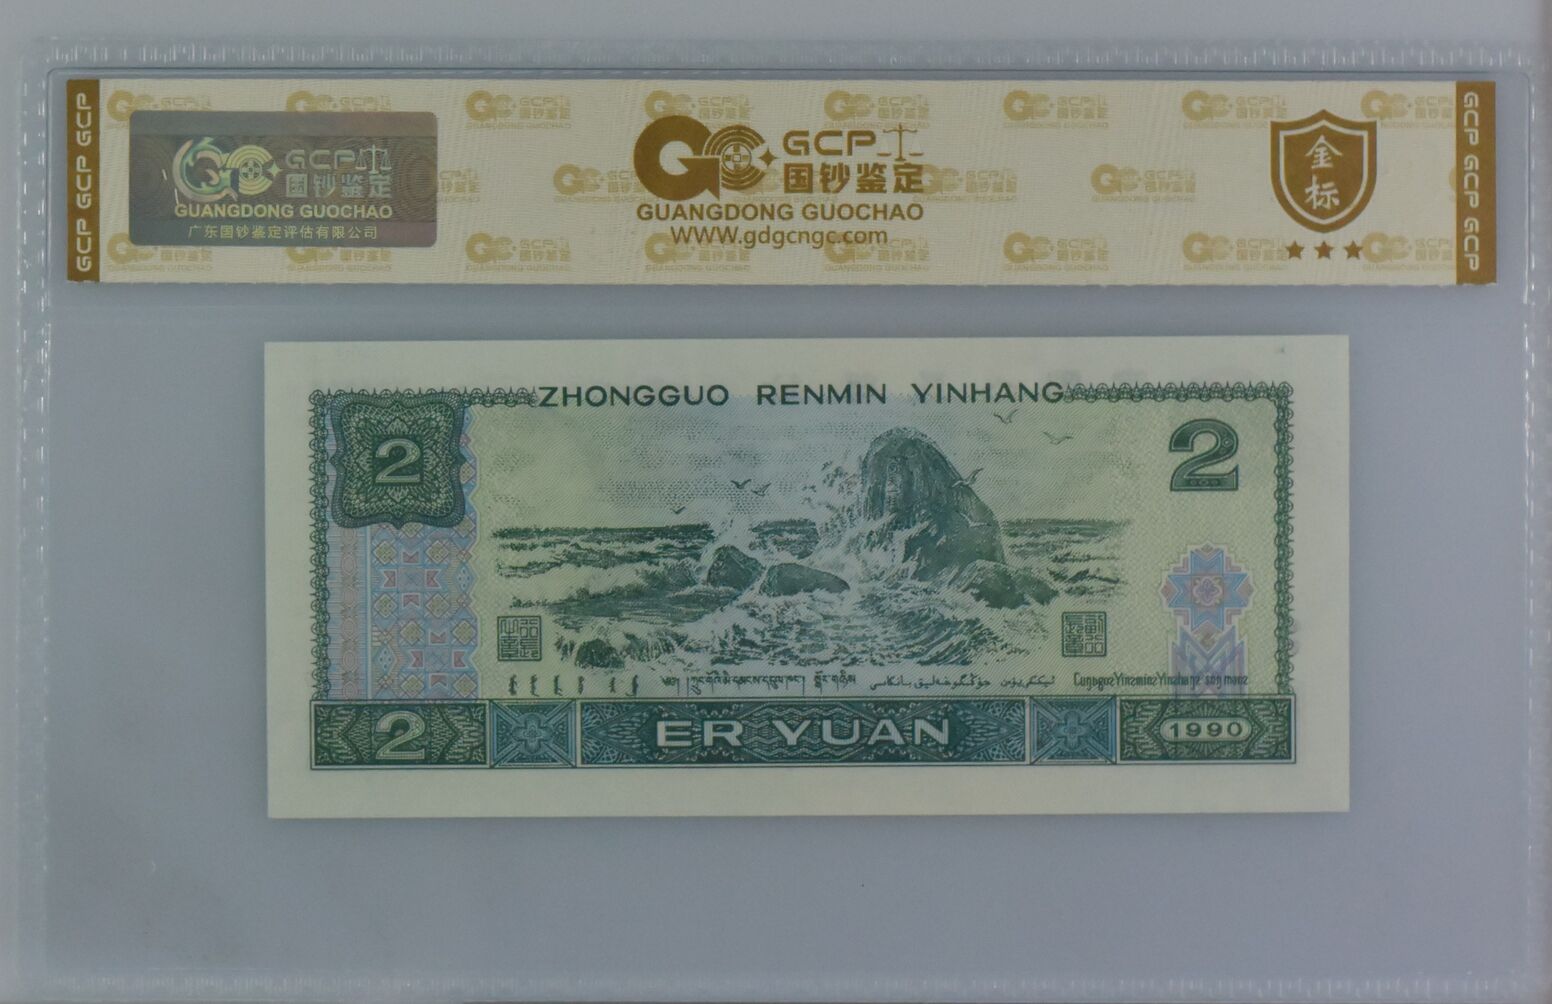 GCP GCP GCP
GCP 国钞鉴定
GUANGDONG GUOCHAO
广东国钞鉴定评估有限公司
GCP
国钞鉴定
GUANGDONG GUOCHAO
WWW.gdgcngc.com
金标
GCP GCP GCP
ZHONGGUO RENMIN YINHANG
2
2
2
ER YUAN
1990